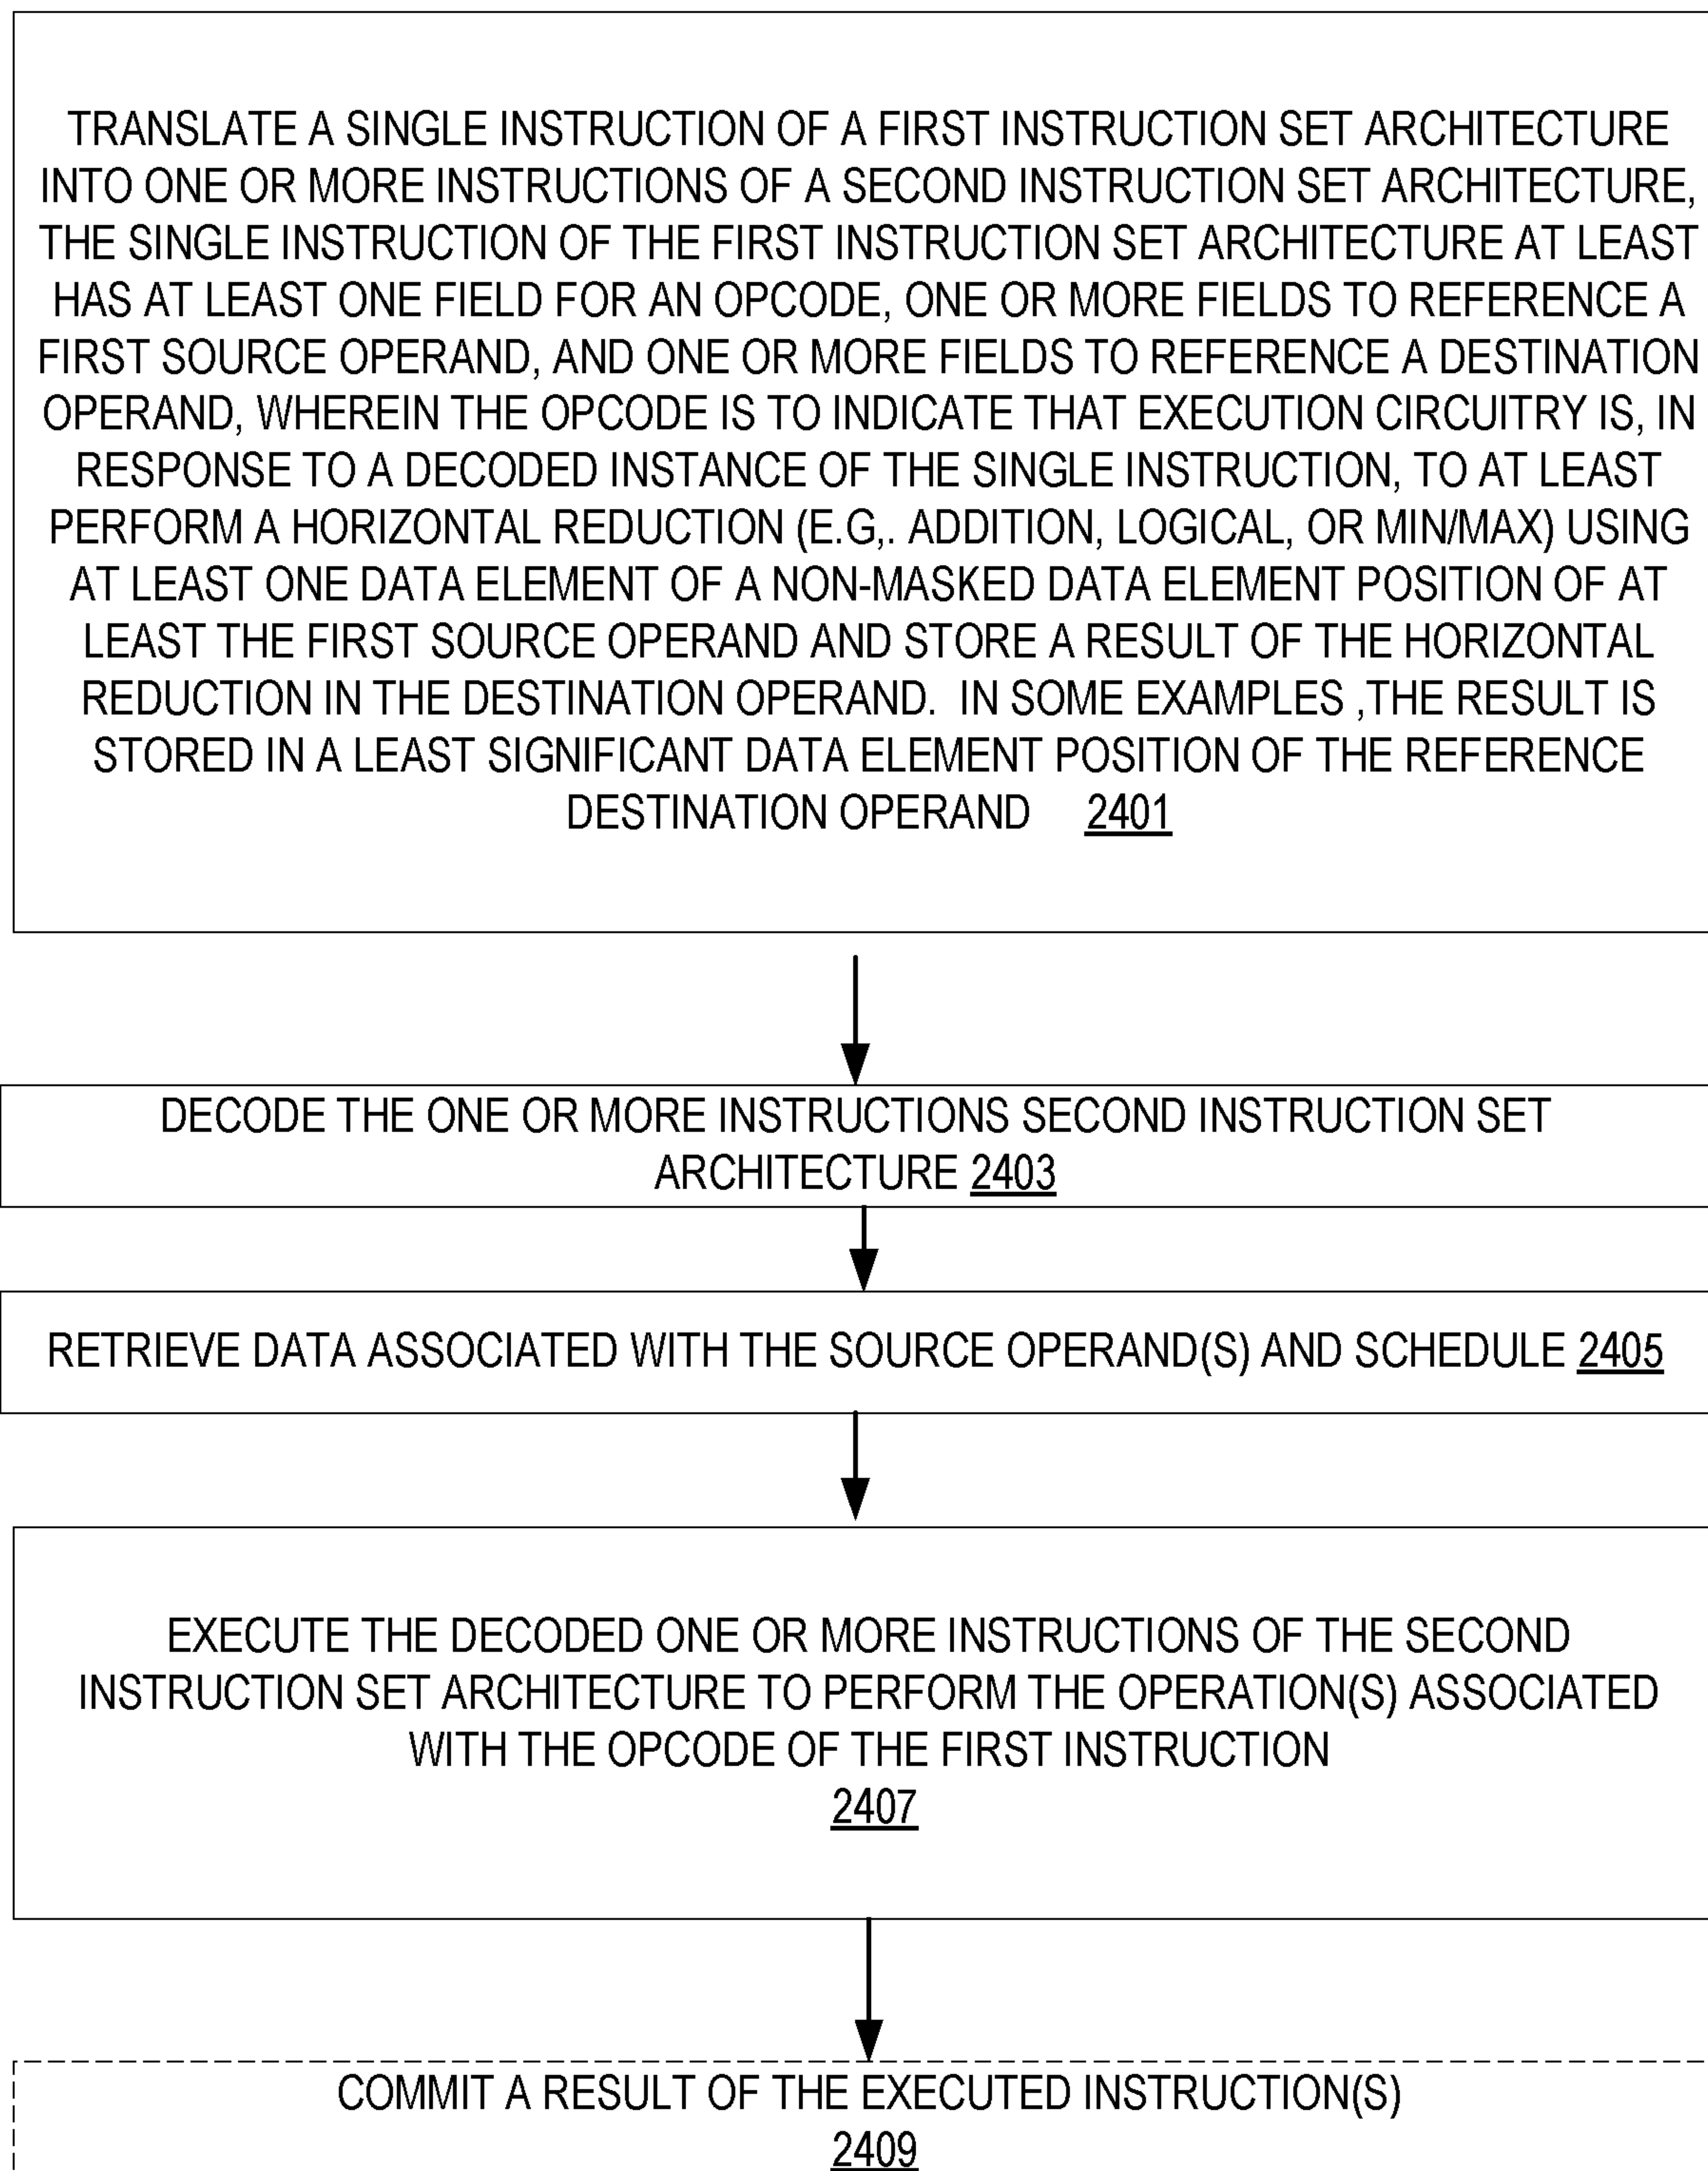 TRANSLATE A SINGLE INSTRUCTION OF A FIRST INSTRUCTION SET ARCHITECTURE
INTO ONE OR MORE INSTRUCTIONS OF A SECOND INSTRUCTION SET ARCHITECTURE,
THE SINGLE INSTRUCTION OF THE FIRST INSTRUCTION SET ARCHITECTURE AT LEAST
HAS AT LEAST ONE FIELD FOR AN OPCODE, ONE OR MORE FIELDS TO REFERENCE A
FIRST SOURCE OPERAND, AND ONE OR MORE FIELDS TO REFERENCE A DESTINATION
OPERAND, WHEREIN THE OPCODE IS TO INDICATE THAT EXECUTION CIRCUITRY IS, IN
RESPONSE TO A DECODED INSTANCE OF THE SINGLE INSTRUCTION, TO AT LEAST
PERFORM A HORIZONTAL REDUCTION (E.G,. ADDITION, LOGICAL, OR MIN/MAX) USING
AT LEAST ONE DATA ELEMENT OF A NON-MASKED DATA ELEMENT POSITION OF AT
LEAST THE FIRST SOURCE OPERAND AND STORE A RESULT OF THE HORIZONTAL
REDUCTION IN THE DESTINATION OPERAND. IN SOME EXAMPLES ,THE RESULT IS
STORED IN A LEAST SIGNIFICANT DATA ELEMENT POSITION OF THE REFERENCE
DESTINATION OPERAND 2401
DECODE THE ONE OR MORE INSTRUCTIONS SECOND INSTRUCTION SET
ARCHITECTURE 2403
RETRIEVE DATA ASSOCIATED WITH THE SOURCE OPERAND(S) AND SCHEDULE 2405
EXECUTE THE DECODED ONE OR MORE INSTRUCTIONS OF THE SECOND
INSTRUCTION SET ARCHITECTURE TO PERFORM THE OPERATION(S) ASSOCIATED
WITH THE OPCODE OF THE FIRST INSTRUCTION
2407
COMMIT A RESULT OF THE EXECUTED INSTRUCTION(S)
2409